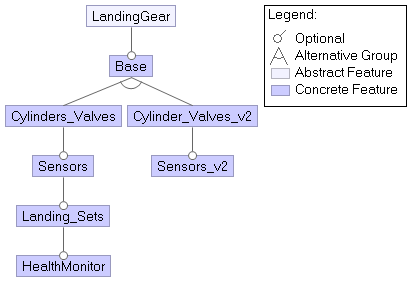 LandingGear
Base
Cylinders_Valves
Cylinder_Valves_v2
Sensors
Sensors_v2
Landing_Sets
HealthMonitor
Legend:
Optional
Alternative Group
Abstract Feature
Concrete Feature